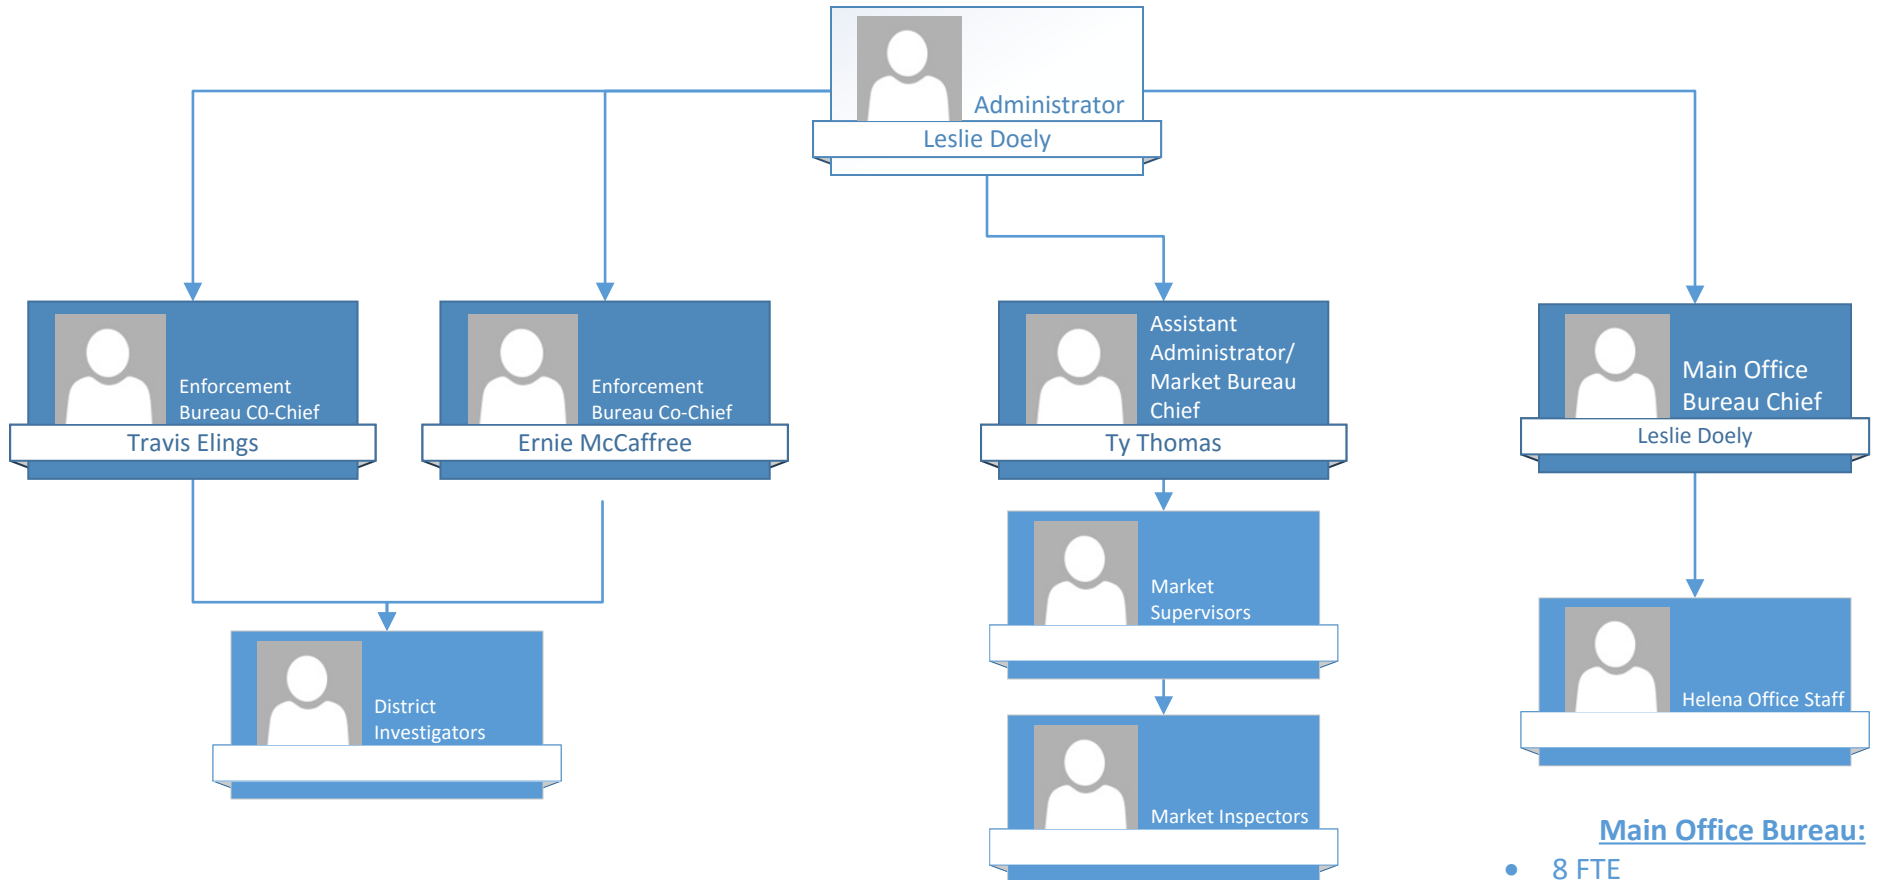 Administrator
Leslie Doely
Enforcement
Bureau C0-Chief
Travis Elings
Enforcement
Bureau Co-Chief
Ernie McCaffree
Assistant
Administrator/
Market Bureau
Chief
Ty Thomas
Main Office
Bureau Chief
Leslie Doely
District
Investigators
Market
Supervisors
Market Inspectors
Helena Office Staff
Main Office Bureau:
• 8 FTE